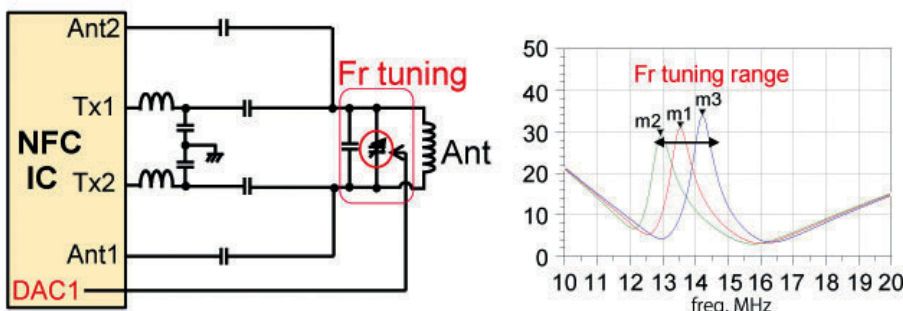 Ant2
Fr tuning
Tx1
NFC
IC
Ant
Tx2
Ant1
DAC1
Fr tuning range
m2 m1 m3
50
40
30
20
10
0
10 11 12 13 14 15 16 17 18 19 20
freq, MHz